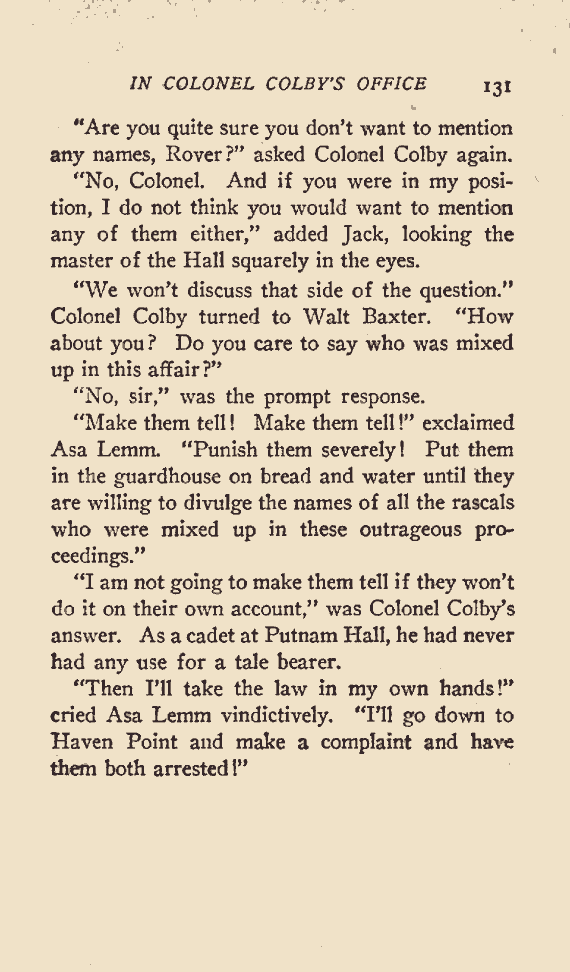 IN COLONEL COLBY'S OFFICE 131
"Are you quite sure you don't want to mention
any names, Rover?" asked Colonel Colby again.
"No, Colonel. And if you were in my posi-
tion, I do not think you would want to mention
any of them either," added Jack, looking the
master of the Hall squarely in the eyes.
"We won't discuss that side of the question."
Colonel Colby turned to Walt Baxter. "How
about you? Do you care to say who was mixed
up in this affair?"
"No, sir," was the prompt response.
"Make them tell! Make them tell!" exclaimed
Asa Lemm. "Punish them severely! Put them
in the guardhouse on bread and water until they
are willing to divulge the names of all the rascals
who were mixed up in these outrageous pro-
ceedings."
"I am not going to make them tell if they won't
do it on their own account," was Colonel Colby's
answer. As a cadet at Putnam Hall, he had never
had any use for a tale bearer.
"Then I'll take the law in my own hands!"
cried Asa Lemm vindictively. "I'll go down to
Haven Point and make a complaint and have
them both arrested!"